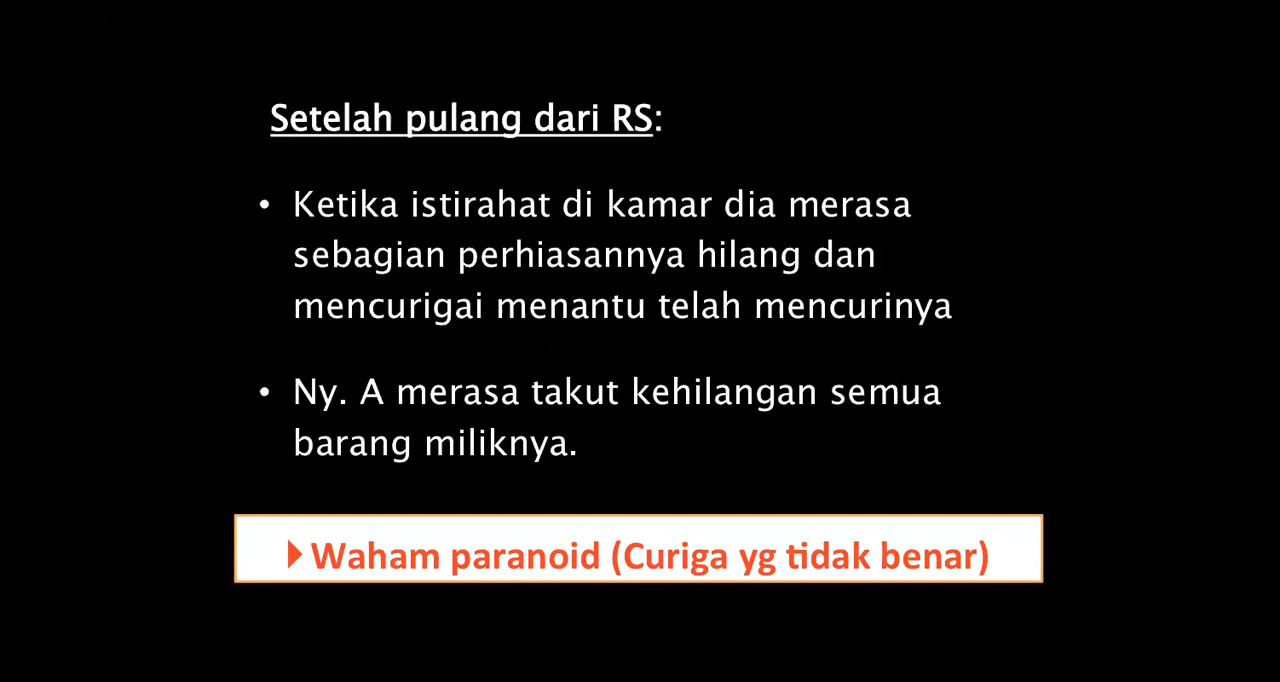 Setelah pulang dari RS:
• Ketika istirahat di kamar dia merasa
sebagian perhiasannya hilang dan
mencurigai menantu telah mencurinya
• Ny. A merasa takut kehilangan semua
barang miliknya.
Waham paranoid (Curiga yg tidak benar)